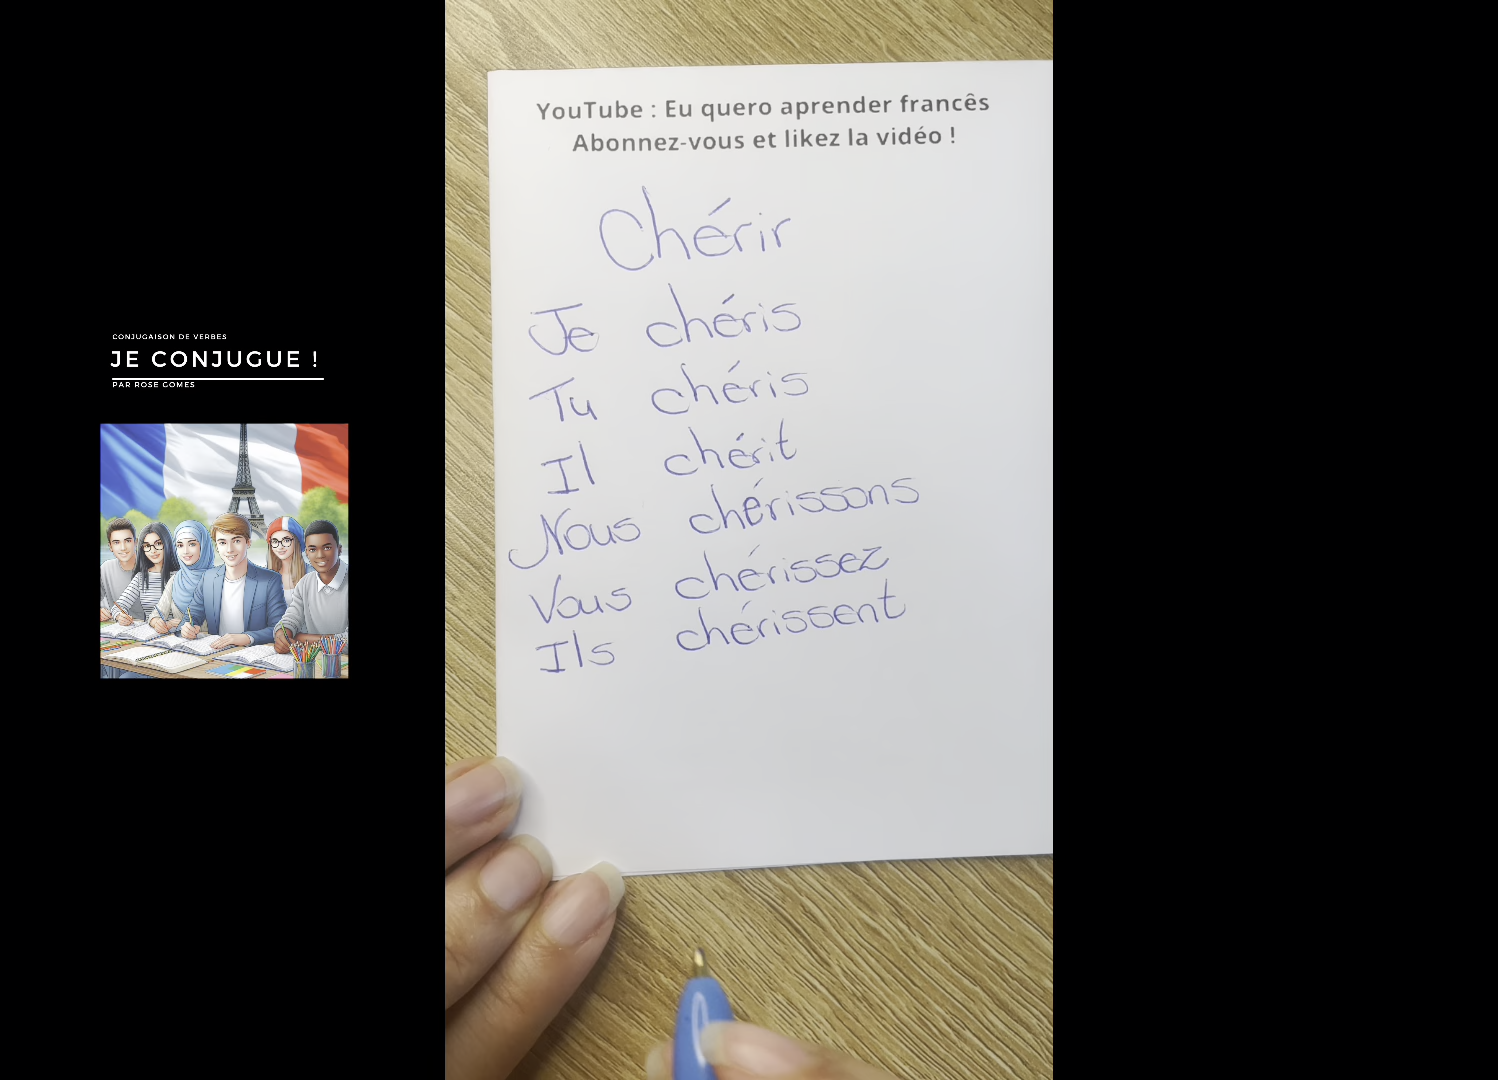 CONJUGAISON DE VERBES
JE CONJUGUE !
PAR ROSE GOMES
YouTube : Eu quero aprender francês
Abonnez-vous et likez la vidéo !
Chérir
Je chéris
Tu chéris
Il chérit
Nous chérissons
Vous chérissez
Ils chérissent